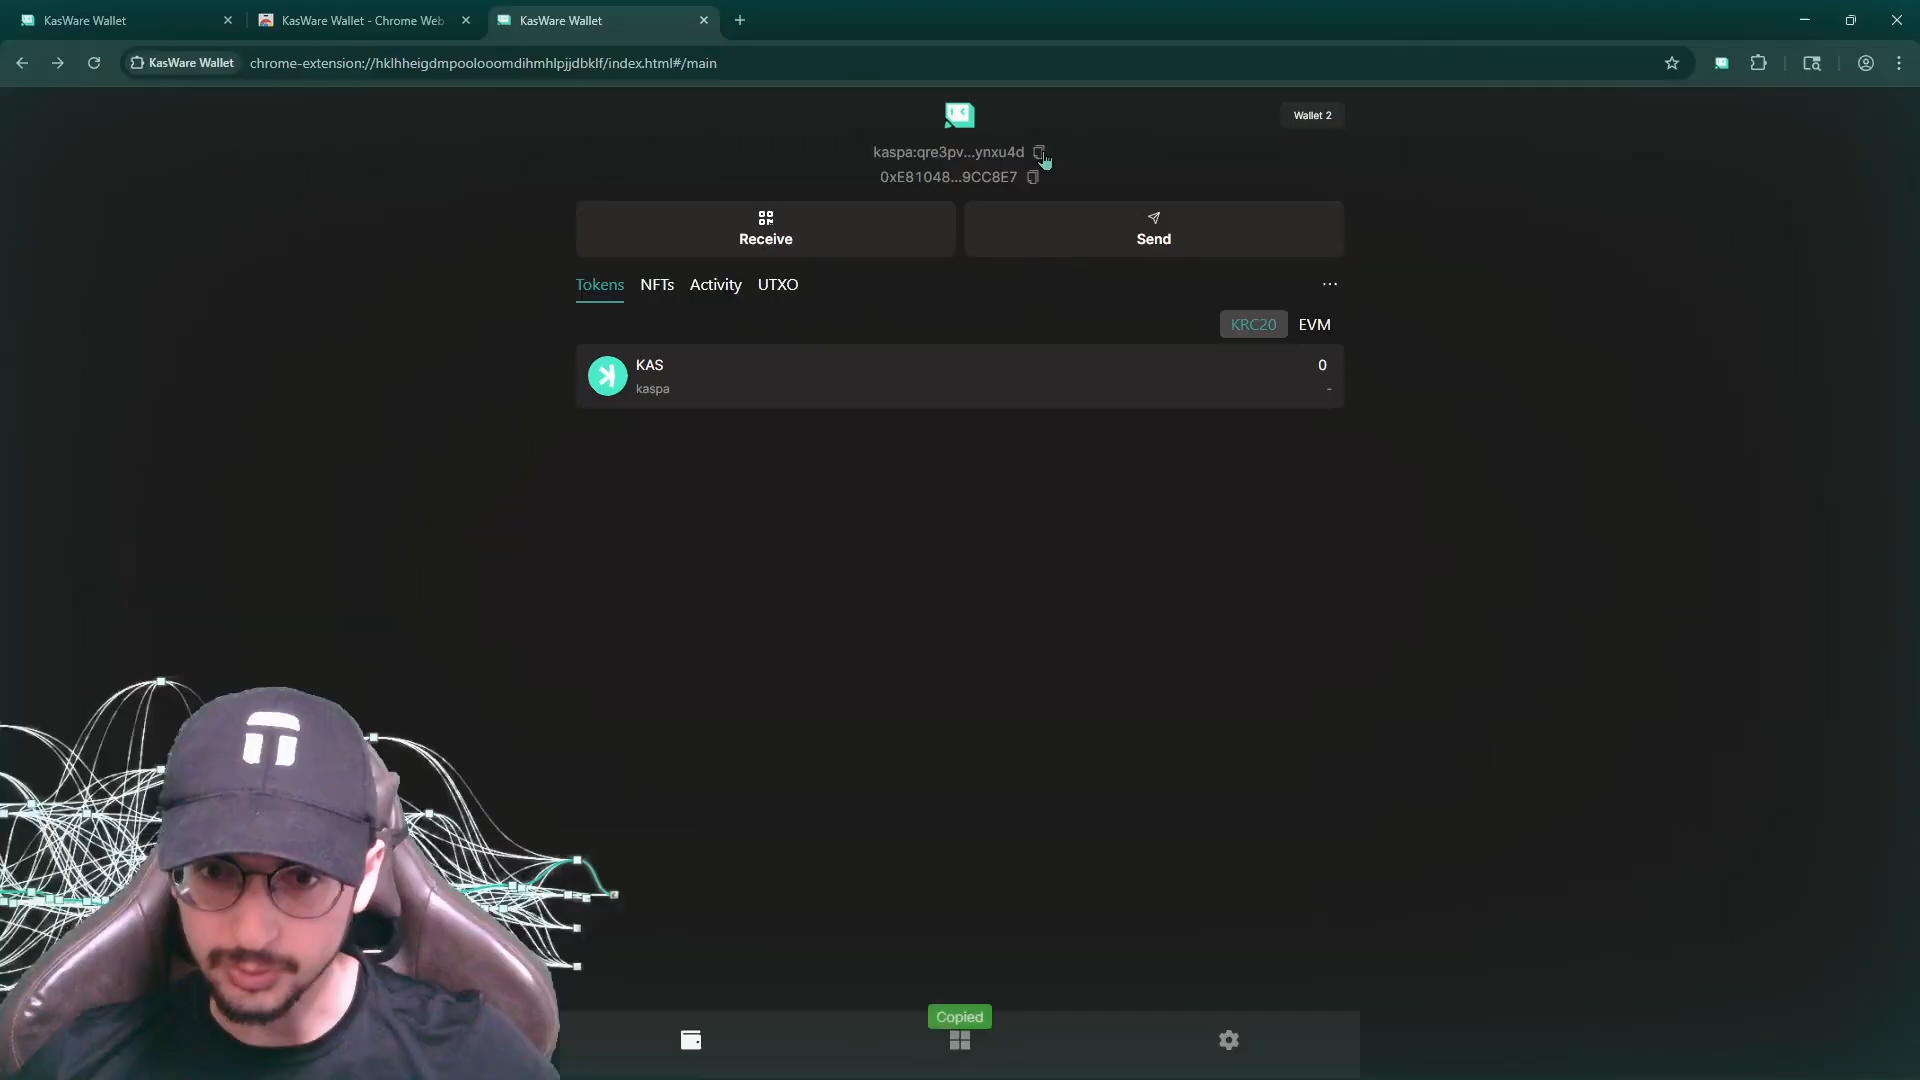 KasWare Wallet
KasWare Wallet - Chrome Web
KasWare Wallet
KasWare Wallet
chrome-extension://hklhheigdmpoolooomdihmhlpjjdbklf/index.html#/main
Wallet 2
kaspa:qre3pv...ynxu4d
0xE81048...9CC8E7
Receive
Send
Tokens
NFTs
Activity
UTXO
KRC20
EVM
KAS
0
kaspa
-
Copied